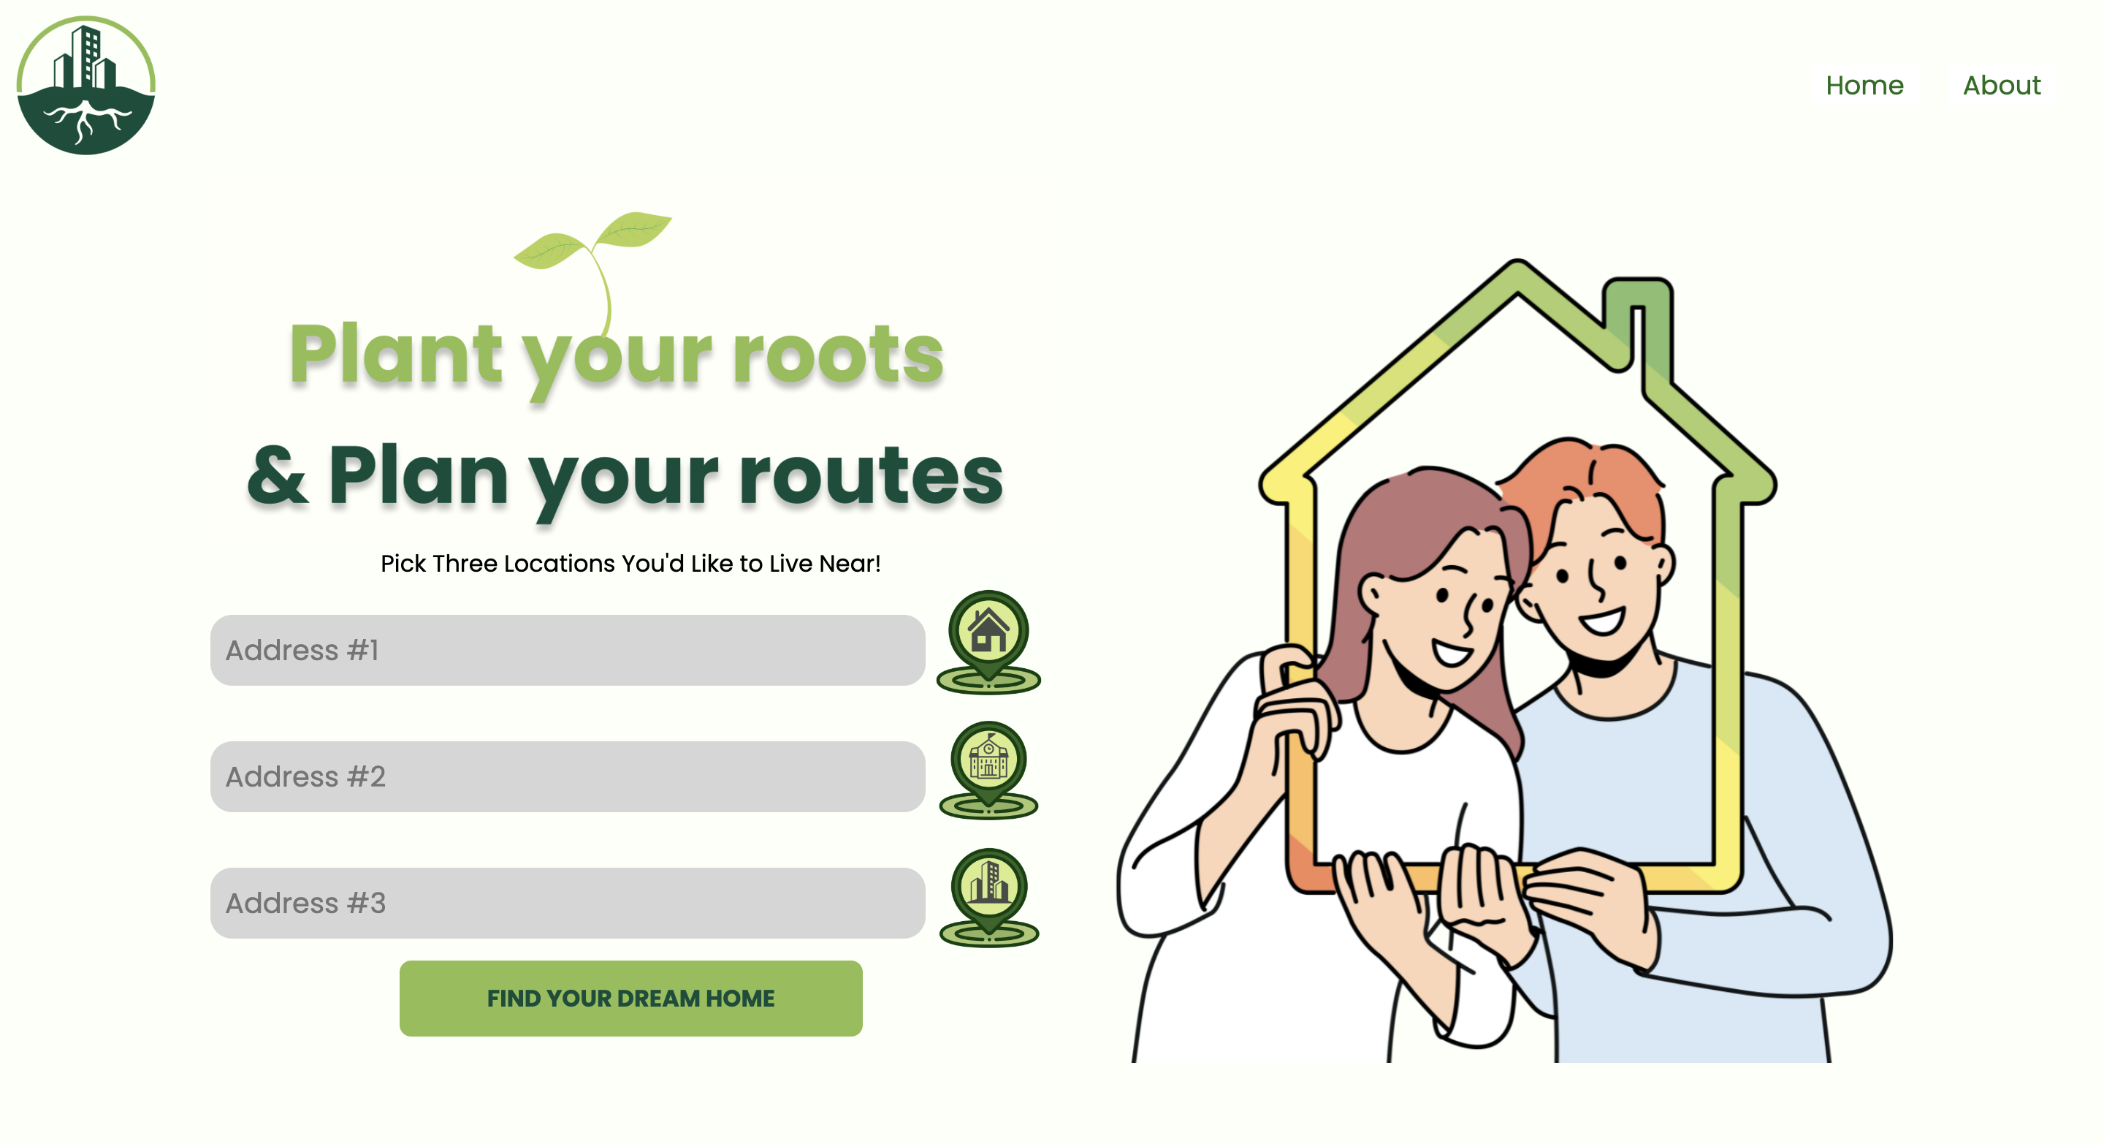 Home About
Plant your roots
& Plan your routes
Pick Three Locations You'd Like to Live Near!
Address #1
Address #2
Address #3
FIND YOUR DREAM HOME